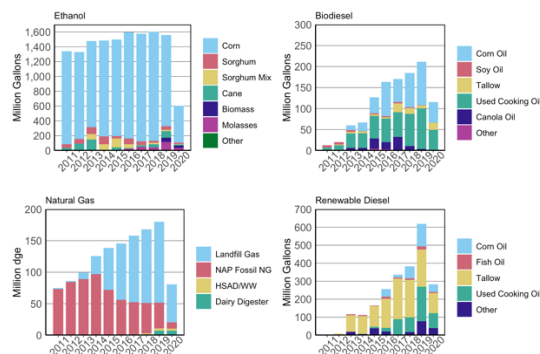 Ethanol
Million Gallons
1,600
1,400
1,200
1,000
800
600
400
200
0
2011
2012
2013
2014
2015
2016
2017
2018
2019
2020
Corn
Sorghum
Sorghum Mix
Cane
Biomass
Molasses
Other
Biodiesel
Million Gallons
300
250
200
150
100
50
0
2011
2012
2013
2014
2015
2016
2017
2018
2019
2020
Corn Oil
Soy Oil
Tallow
Used Cooking Oil
Canola Oil
Other
Natural Gas
Million dge
200
150
100
50
0
2011
2012
2013
2014
2015
2016
2017
2018
2019
2020
Landfill Gas
NAP Fossil NG
HSAD/WW
Dairy Digester
Renewable Diesel
Million Gallons
700
600
500
400
300
200
100
0
2011
2012
2013
2014
2015
2016
2017
2018
2019
2020
Corn Oil
Fish Oil
Tallow
Used Cooking Oil
Other